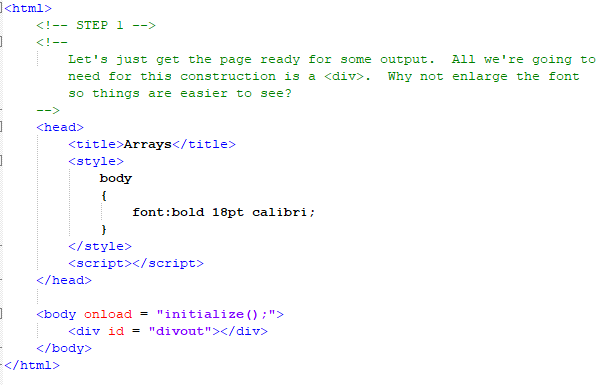 <html>
<!-- STEP 1 -->
<!--
Let's just get the page ready for some output.  All we're going to
need for this construction is a <div>.  Why not enlarge the font
so things are easier to see?
-->
<head>
<title>Arrays</title>
<style>
body
{
font:bold 18pt calibri;
}
</style>
<script></script>
</head>
<body onload = "initialize();">
<div id = "divout"></div>
</body>
</html>